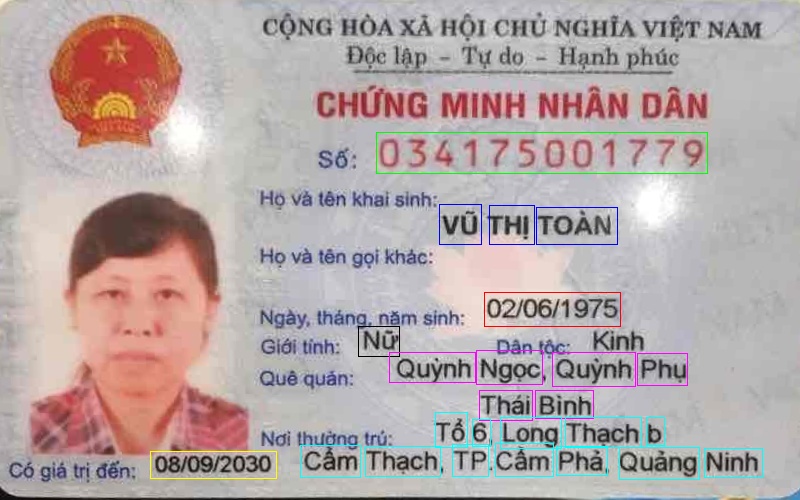 CỘNG HÒA XÃ HỘI CHỦ NGHĨA VIỆT NAM
Độc lập - Tự do - Hạnh phúc
CHỨNG MINH NHÂN DÂN
Số: 034175001779
Họ và tên khai sinh:
VŨ THỊ TOÀN
Họ và tên gọi khác:
Ngày, tháng, năm sinh: 02/06/1975
Giới tính: Nữ Dân tộc: Kinh
Quê quán: Quỳnh Ngọc, Quỳnh Phụ
Thái Bình
Nơi thường trú: Tổ 6, Long Thạch b
Cẩm Thạch, TP.Cẩm Phả, Quảng Ninh
Có giá trị đến: 08/09/2030